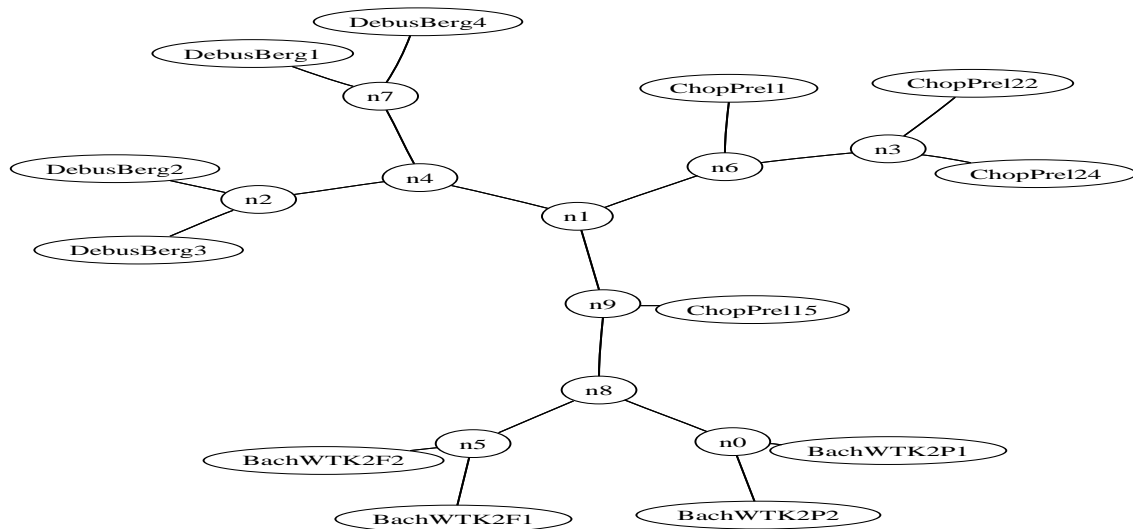 DebusBerg4
DebusBerg1
n7
ChopPrel1
ChopPrel22
DebusBerg2
n4
n6
n3
ChopPrel24
n2
n1
DebusBerg3
n9
ChopPrel15
n8
n5
n0
BachWTK2F2
BachWTK2P1
BachWTK2F1
BachWTK2P2